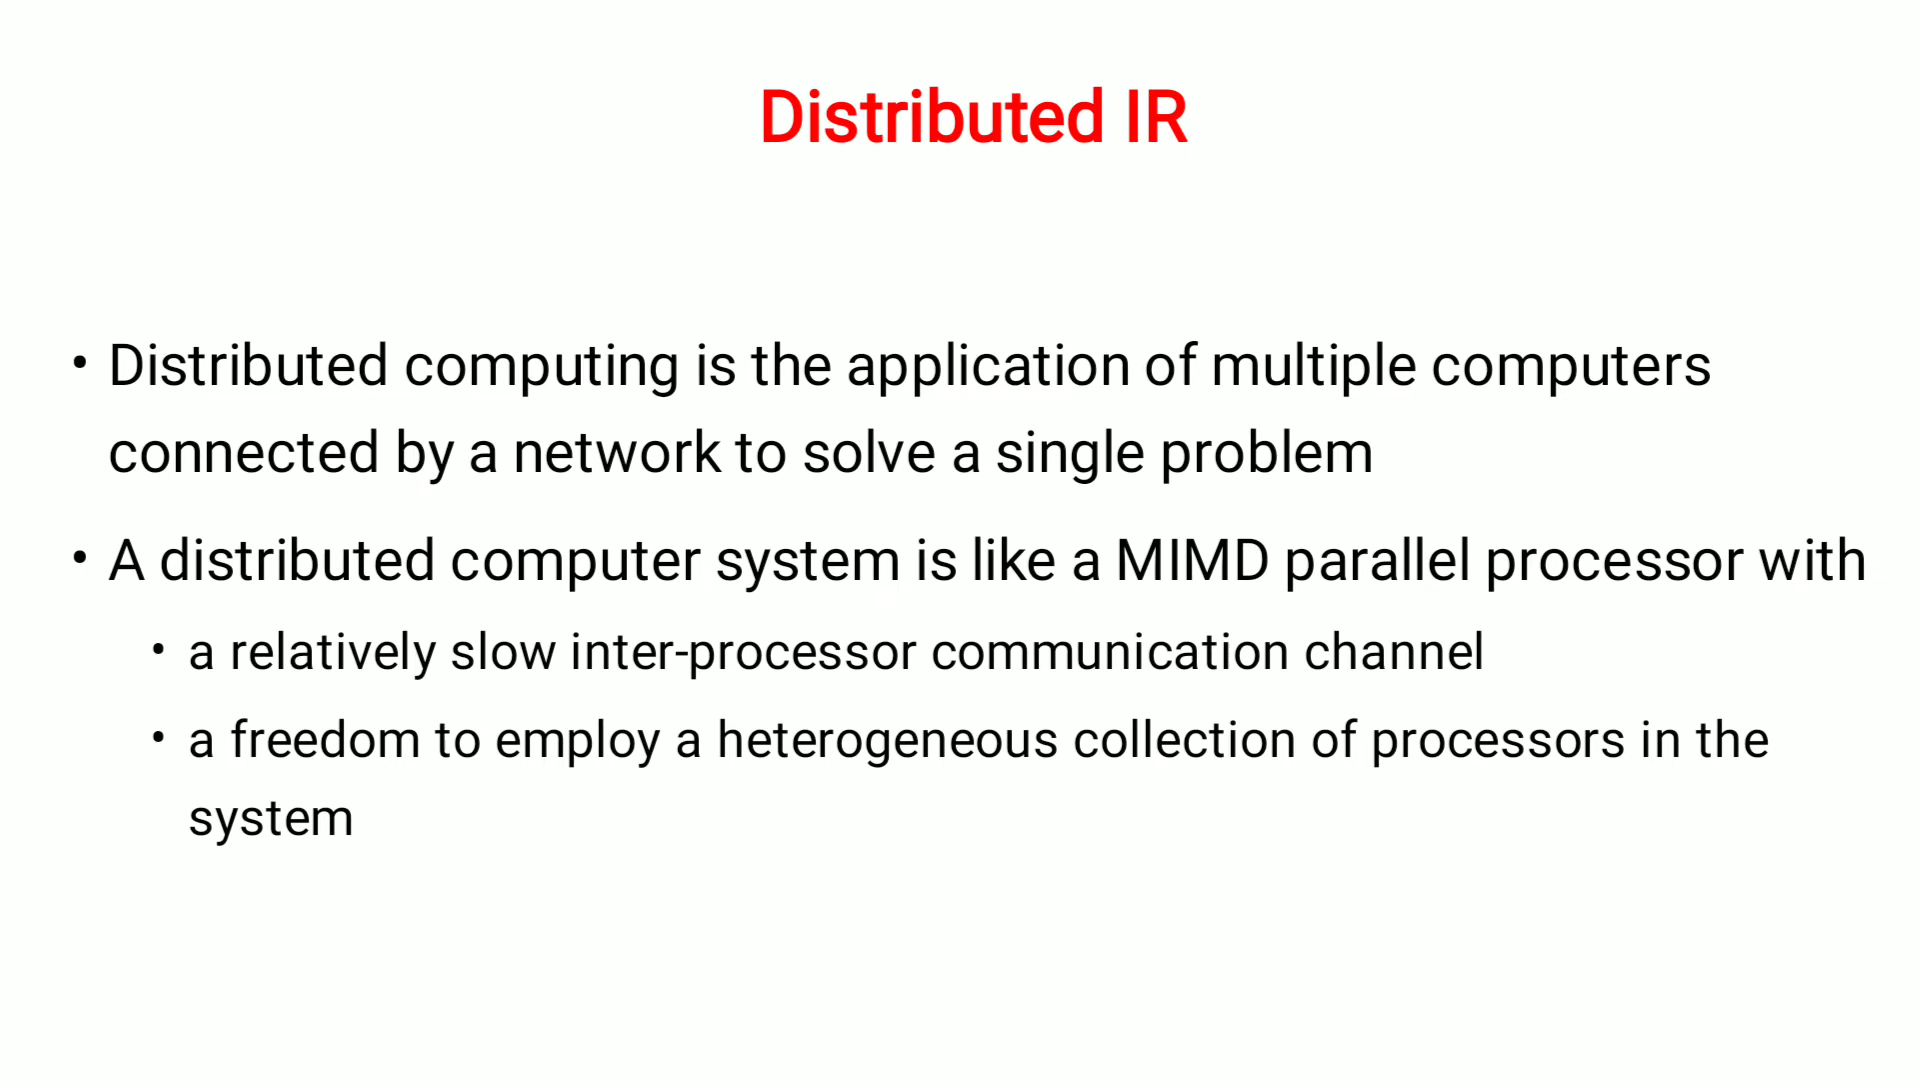 Distributed IR
• Distributed computing is the application of multiple computers
connected by a network to solve a single problem
• A distributed computer system is like a MIMD parallel processor with
• a relatively slow inter-processor communication channel
• a freedom to employ a heterogeneous collection of processors in the
system